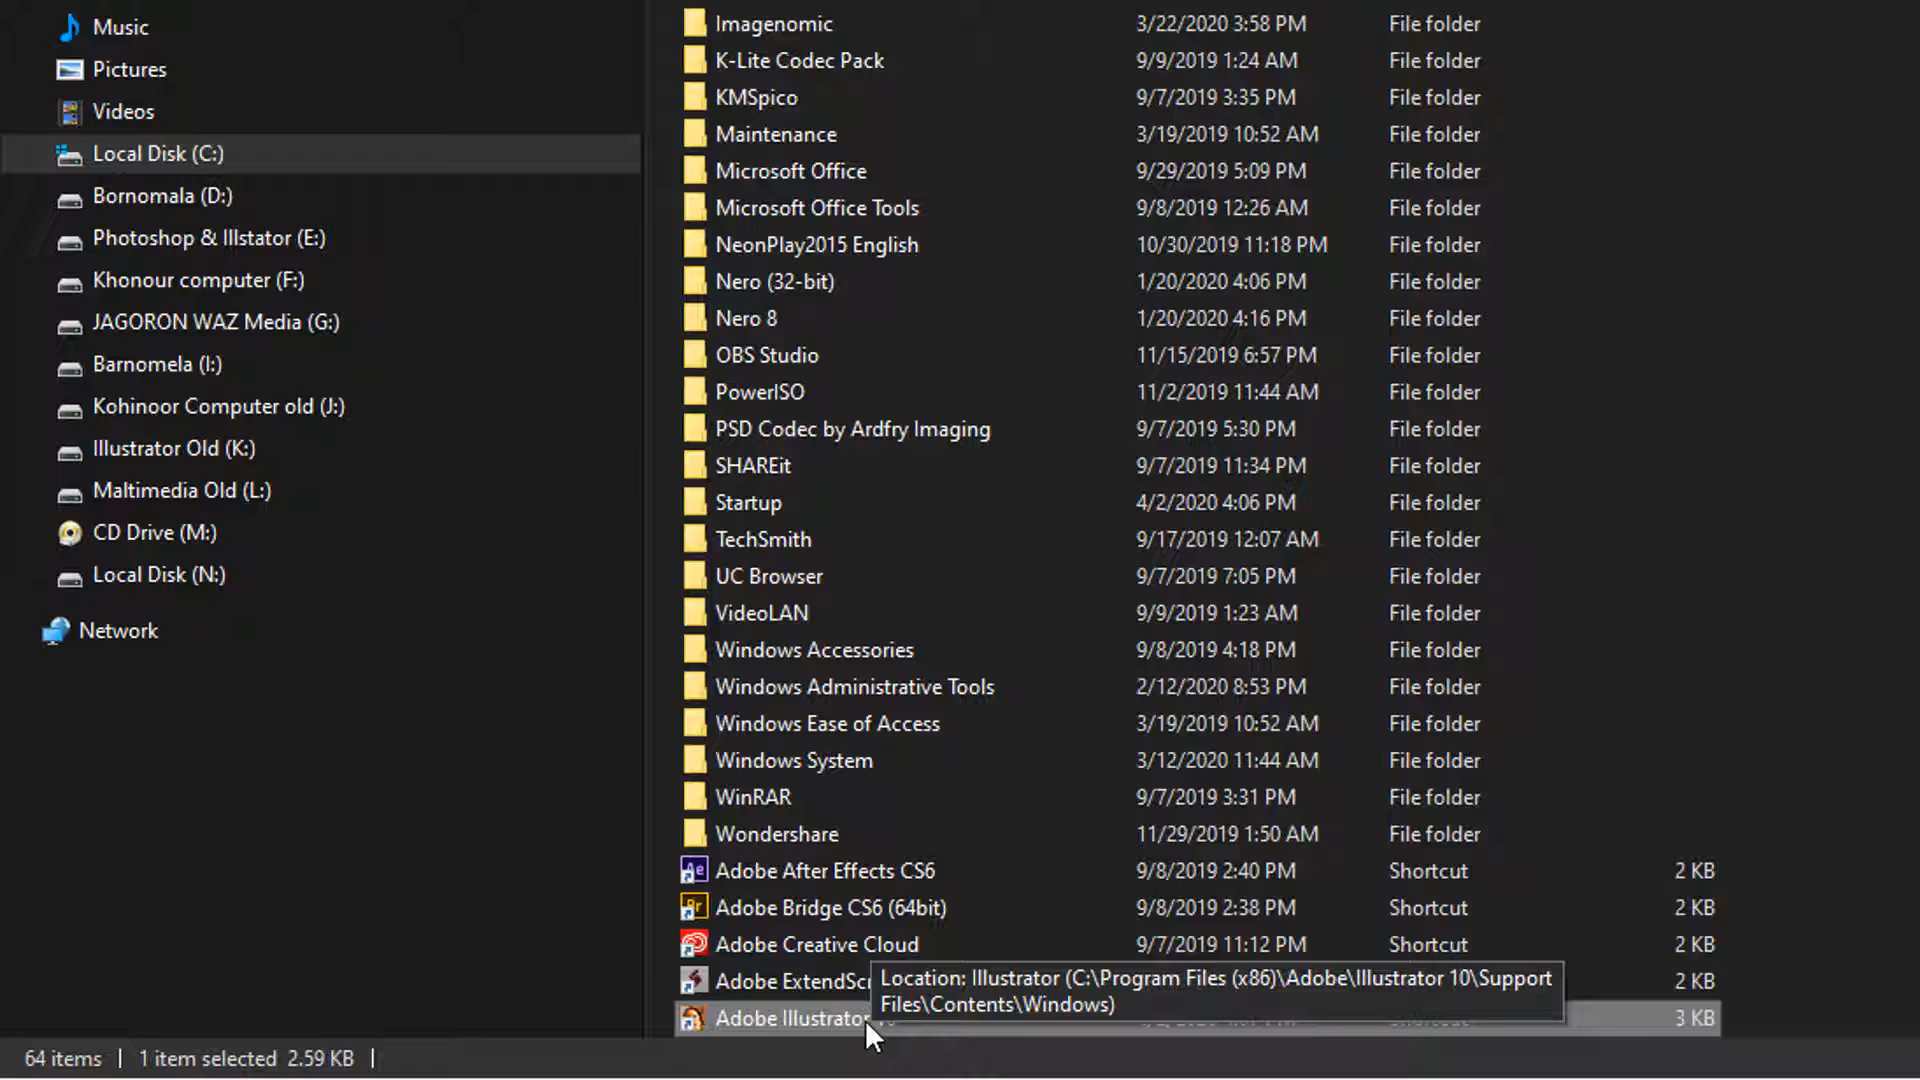 Music
Pictures
Videos
Local Disk (C:)
Bornomala (D:)
Photoshop & Illstator (E:)
Khonour computer (F:)
JAGORON WAZ Media (G:)
Barnomela (I:)
Kohinoor Computer old (J:)
Illustrator Old (K:)
Maltimedia Old (L:)
CD Drive (M:)
Local Disk (N:)
Network
Imagenomic 3/22/2020 3:58 PM File folder
K-Lite Codec Pack 9/9/2019 1:24 AM File folder
KMSpico 9/7/2019 3:35 PM File folder
Maintenance 3/19/2019 10:52 AM File folder
Microsoft Office 9/29/2019 5:09 PM File folder
Microsoft Office Tools 9/8/2019 12:26 AM File folder
NeonPlay2015 English 10/30/2019 11:18 PM File folder
Nero (32-bit) 1/20/2020 4:06 PM File folder
Nero 8 1/20/2020 4:16 PM File folder
OBS Studio 11/15/2019 6:57 PM File folder
PowerISO 11/2/2019 11:44 AM File folder
PSD Codec by Ardfry Imaging 9/7/2019 5:30 PM File folder
SHAREit 9/7/2019 11:34 PM File folder
Startup 4/2/2020 4:06 PM File folder
TechSmith 9/17/2019 12:07 AM File folder
UC Browser 9/7/2019 7:05 PM File folder
VideoLAN 9/9/2019 1:23 AM File folder
Windows Accessories 9/8/2019 4:18 PM File folder
Windows Administrative Tools 2/12/2020 8:53 PM File folder
Windows Ease of Access 3/19/2019 10:52 AM File folder
Windows System 3/12/2020 11:44 AM File folder
WinRAR 9/7/2019 3:31 PM File folder
Wondershare 11/29/2019 1:50 AM File folder
Adobe After Effects CS6 9/8/2019 2:40 PM Shortcut 2 KB
Adobe Bridge CS6 (64bit) 9/8/2019 2:38 PM Shortcut 2 KB
Adobe Creative Cloud 9/7/2019 11:12 PM Shortcut 2 KB
Adobe ExtendScr 2 KB
Location: Illustrator (C:\Program Files (x86)\Adobe\Illustrator 10\Support
Files\Contents\Windows)
Adobe Illustrator 3 KB
64 items 1 item selected 2.59 KB